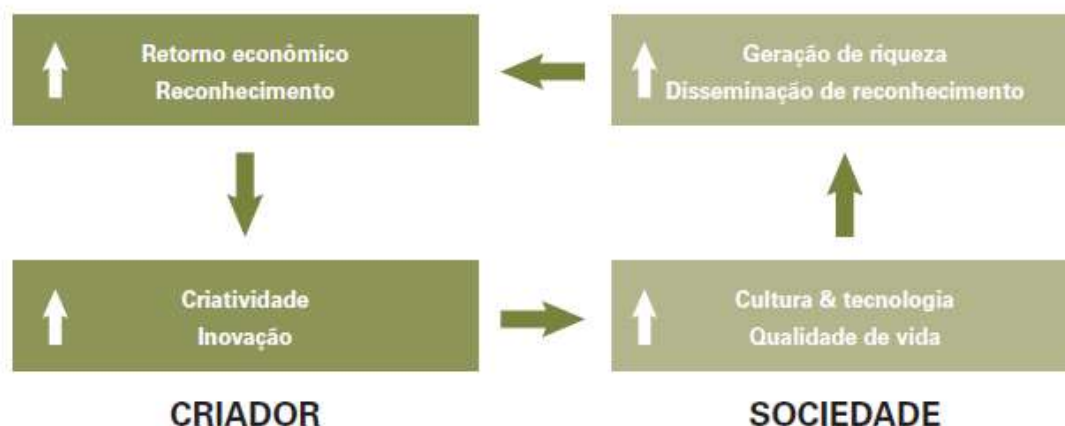 Retorno econômico
Reconhecimento
Geração de riqueza
Disseminação de reconhecimento
Criatividade
Inovação
Cultura & tecnologia
Qualidade de vida
CRIADOR
SOCIEDADE